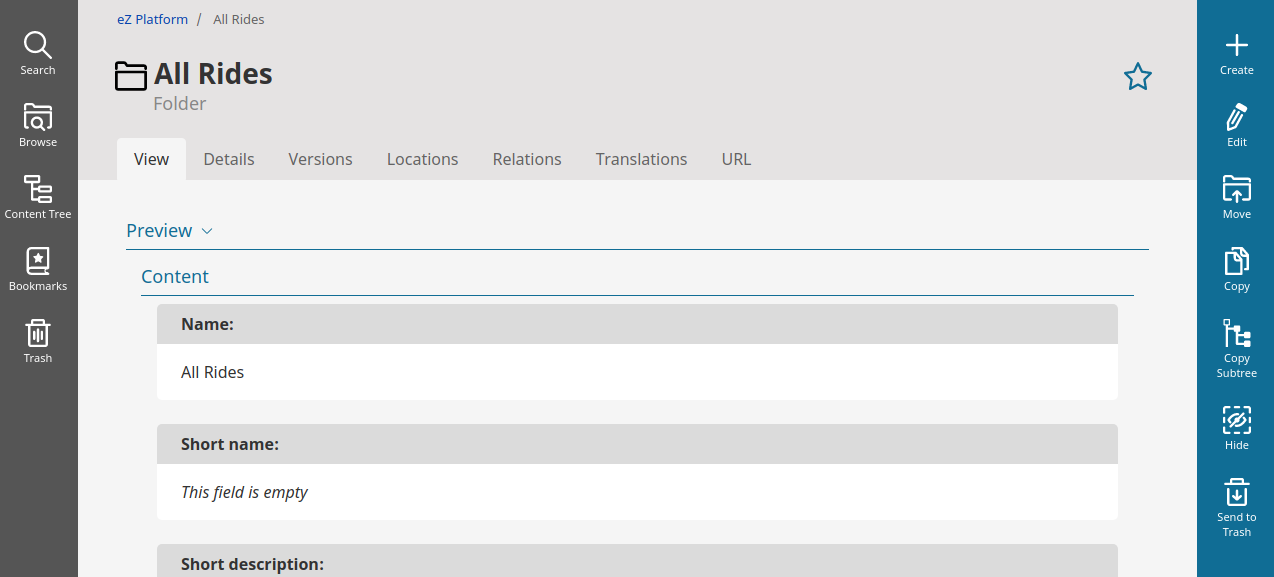 eZ Platform / All Rides
All Rides
Folder
View Details Versions Locations Relations Translations URL
Search
Browse
Content Tree
Bookmarks
Trash
Preview
Content
Name:
All Rides
Short name:
This field is empty
Short description:
Create
Edit
Move
Copy
Copy
Subtree
Hide
Send to
Trash